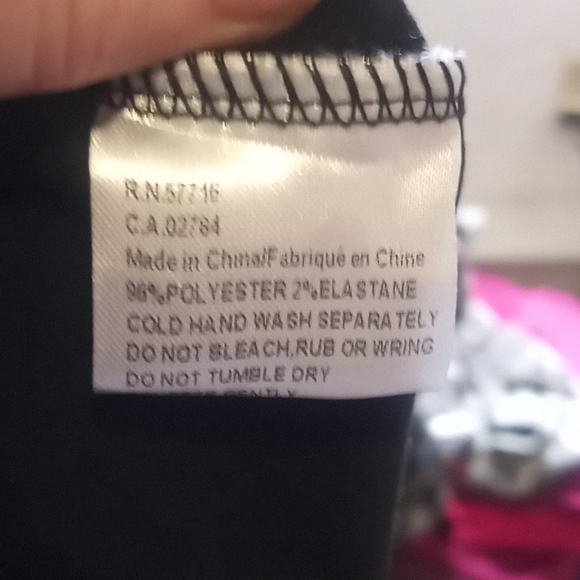 R.N.57716
C.A.02764
Made in China/Fabriqué en Chine
98%POLYESTER 2%ELASTANE
COLD HAND WASH SEPARATELY
DO NOT BLEACH,RUB OR WRING
DO NOT TUMBLE DRY
GENTLY